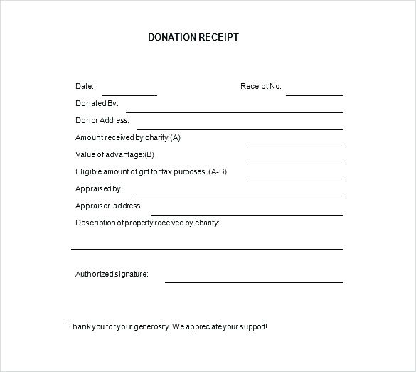 DONATION RECEIPT
Date: Receipt No.
Donated By:
Donor Address:
Amount received by charity:(A)
Value of advantage:(B)
Eligible amount of gift for tax purposes: (A-B)
Appraised by:
Appraisor address:
Description of property received by charity:
Authorized signature:
Thank you for your generosity. We appreciate your support!